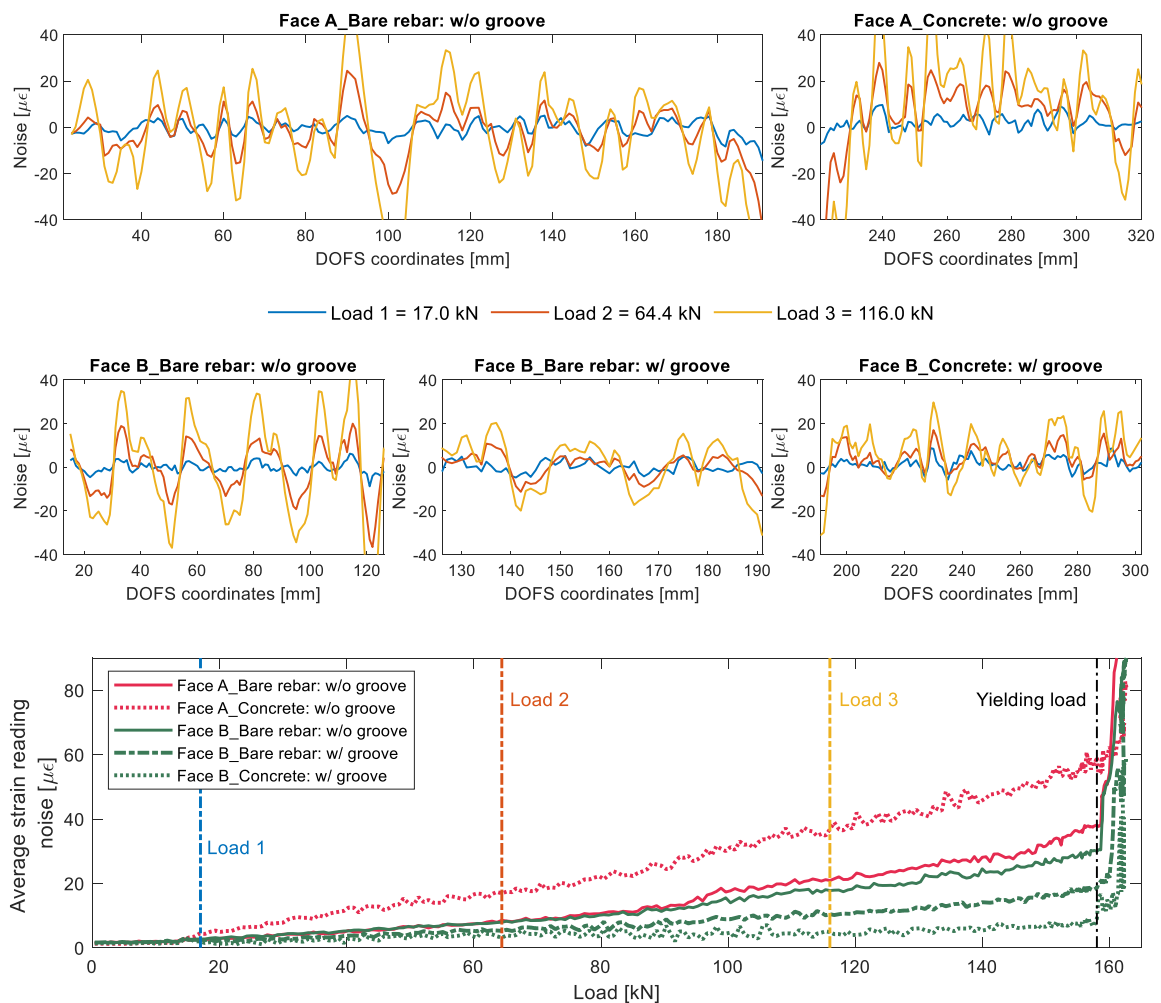 Face A_Bare rebar: w/o groove
Face A_Concrete: w/o groove
Noise [με]
40
20
0
-20
-40
40
60
80
100
120
140
160
180
DOFS coordinates [mm]
Noise [με]
40
20
0
-20
-40
240
260
280
300
320
DOFS coordinates [mm]
Load 1 = 17.0 kN
Load 2 = 64.4 kN
Load 3 = 116.0 kN
Face B_Bare rebar: w/o groove
Face B_Bare rebar: w/ groove
Face B_Concrete: w/ groove
Noise [με]
40
20
0
-20
-40
20
40
60
80
100
120
DOFS coordinates [mm]
Noise [με]
40
20
0
-20
-40
130
140
150
160
170
180
190
DOFS coordinates [mm]
Noise [με]
40
20
0
-20
-40
200
220
240
260
280
300
DOFS coordinates [mm]
Average strain reading
noise [με]
80
60
40
20
0
Face A_Bare rebar: w/o groove
Face A_Concrete: w/o groove
Face B_Bare rebar: w/o groove
Face B_Bare rebar: w/ groove
Face B_Concrete: w/ groove
Load 1
Load 2
Load 3
Yielding load
0
20
40
60
80
100
120
140
160
Load [kN]